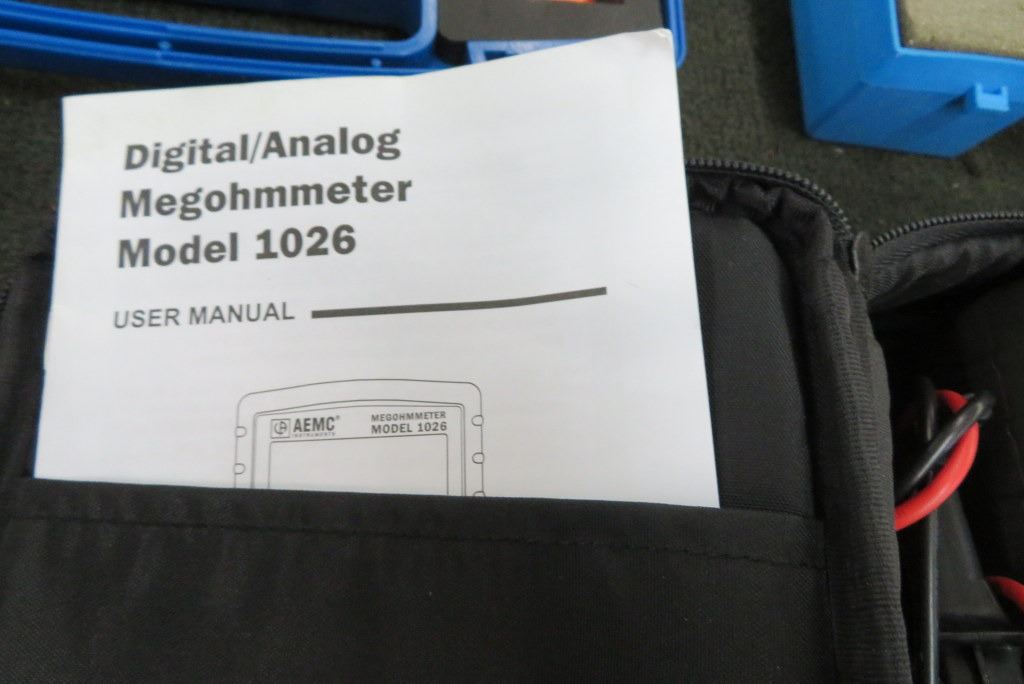 Digital/Analog
Megohmmeter
Model 1026
USER MANUAL
AEMC®
INSTRUMENTS
MEGOHMMETER
MODEL 1026